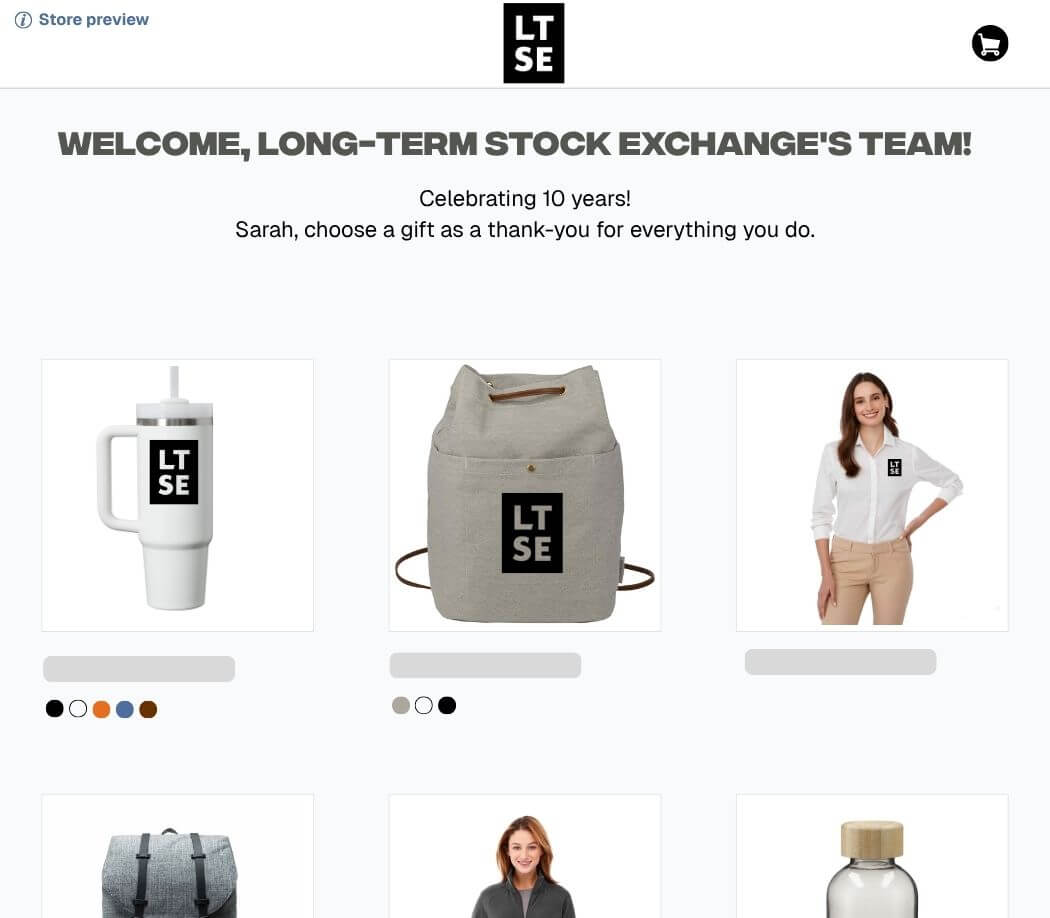 Store preview
LT
SE
WELCOME, LONG-TERM STOCK EXCHANGE'S TEAM!
Celebrating 10 years!
Sarah, choose a gift as a thank-you for everything you do.
LT
SE
LT
SE
LT
SE